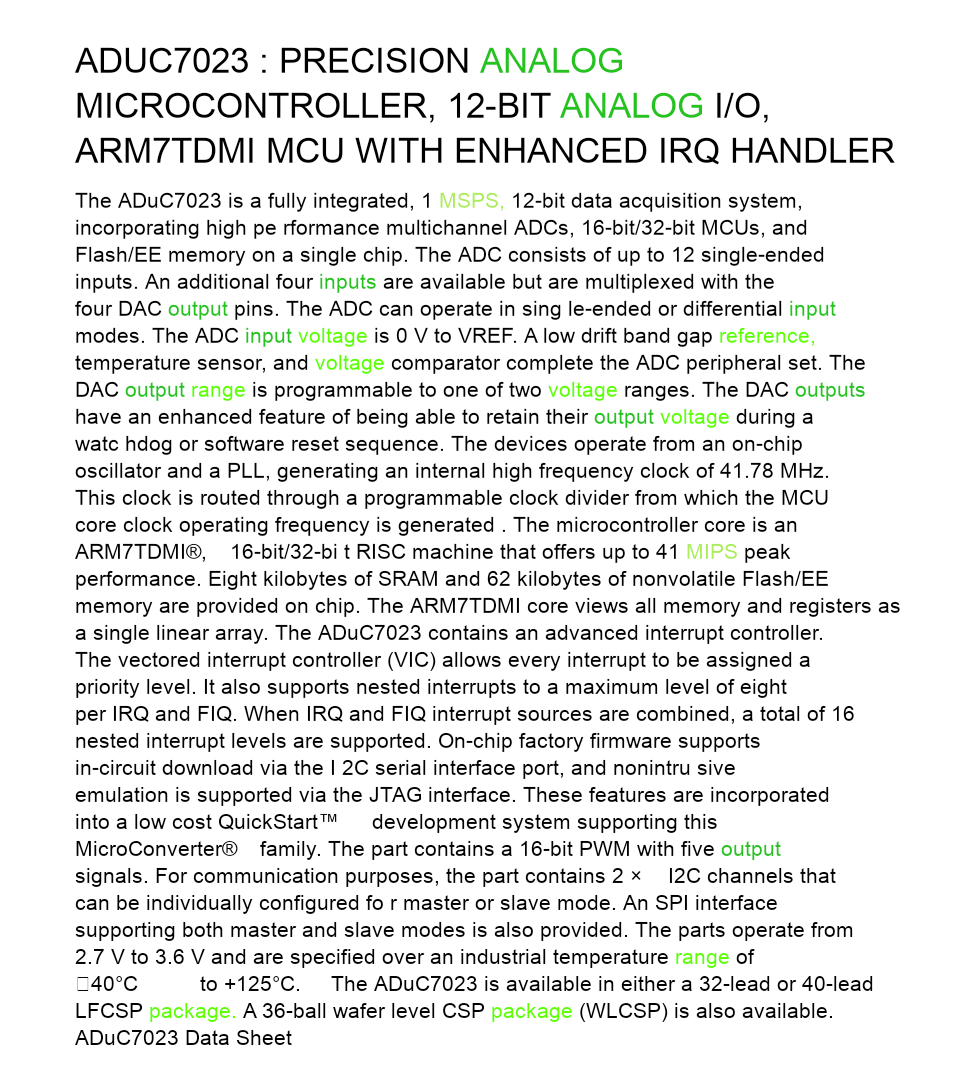 ADUC7023 : PRECISION ANALOG
MICROCONTROLLER, 12-BIT ANALOG I/O,
ARM7TDMI MCU WITH ENHANCED IRQ HANDLER
The ADuC7023 is a fully integrated, 1 MSPS, 12-bit data acquisition system,
incorporating high pe rformance multichannel ADCs, 16-bit/32-bit MCUs, and
Flash/EE memory on a single chip. The ADC consists of up to 12 single-ended
inputs. An additional four inputs are available but are multiplexed with the
four DAC output pins. The ADC can operate in sing le-ended or differential input
modes. The ADC input voltage is 0 V to VREF. A low drift band gap reference,
temperature sensor, and voltage comparator complete the ADC peripheral set. The
DAC output range is programmable to one of two voltage ranges. The DAC outputs
have an enhanced feature of being able to retain their output voltage during a
watc hdog or software reset sequence. The devices operate from an on-chip
oscillator and a PLL, generating an internal high frequency clock of 41.78 MHz.
This clock is routed through a programmable clock divider from which the MCU
core clock operating frequency is generated . The microcontroller core is an
ARM7TDMI®, 16-bit/32-bi t RISC machine that offers up to 41 MIPS peak
performance. Eight kilobytes of SRAM and 62 kilobytes of nonvolatile Flash/EE
memory are provided on chip. The ARM7TDMI core views all memory and registers as
a single linear array. The ADuC7023 contains an advanced interrupt controller.
The vectored interrupt controller (VIC) allows every interrupt to be assigned a
priority level. It also supports nested interrupts to a maximum level of eight
per IRQ and FIQ. When IRQ and FIQ interrupt sources are combined, a total of 16
nested interrupt levels are supported. On-chip factory firmware supports
in-circuit download via the I 2C serial interface port, and nonintru sive
emulation is supported via the JTAG interface. These features are incorporated
into a low cost QuickStart™ development system supporting this
MicroConverter® family. The part contains a 16-bit PWM with five output
signals. For communication purposes, the part contains 2 × I2C channels that
can be individually configured fo r master or slave mode. An SPI interface
supporting both master and slave modes is also provided. The parts operate from
2.7 V to 3.6 V and are specified over an industrial temperature range of
□40°C to +125°C. The ADuC7023 is available in either a 32-lead or 40-lead
LFCSP package. A 36-ball wafer level CSP package (WLCSP) is also available.
ADuC7023 Data Sheet